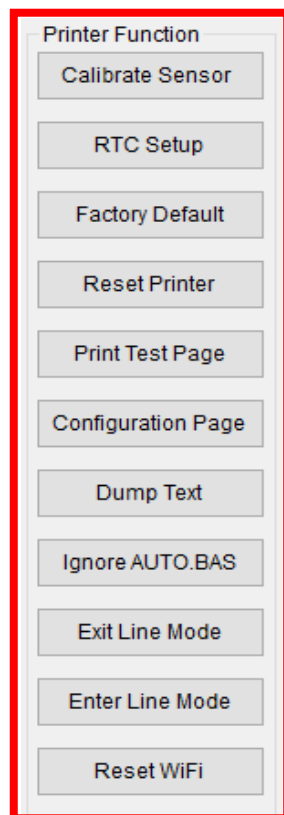 Printer Function
Calibrate Sensor
RTC Setup
Factory Default
Reset Printer
Print Test Page
Configuration Page
Dump Text
Ignore AUTO.BAS
Exit Line Mode
Enter Line Mode
Reset WiFi